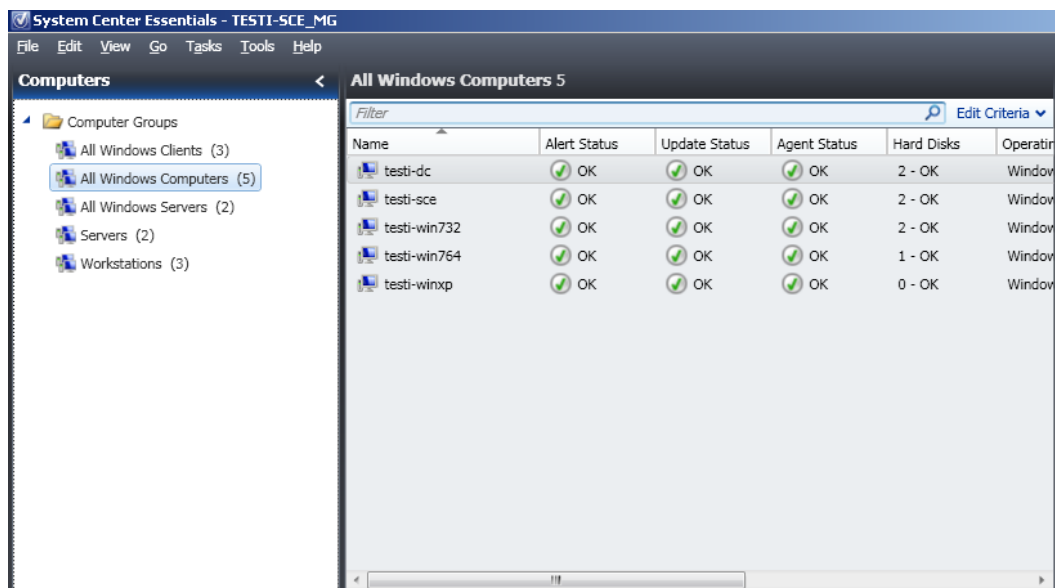 System Center Essentials - TESTI-SCE_MG
File Edit View Go Tasks Tools Help
Computers < All Windows Computers 5
Filter Edit Criteria
Computer Groups
All Windows Clients (3)
All Windows Computers (5)
All Windows Servers (2)
Servers (2)
Workstations (3)
Name Alert Status Update Status Agent Status Hard Disks Operatin
testi-dc OK OK OK 2 - OK Window
testi-sce OK OK OK 2 - OK Window
testi-win732 OK OK OK 2 - OK Window
testi-win764 OK OK OK 1 - OK Window
testi-winxp OK OK OK 0 - OK Window